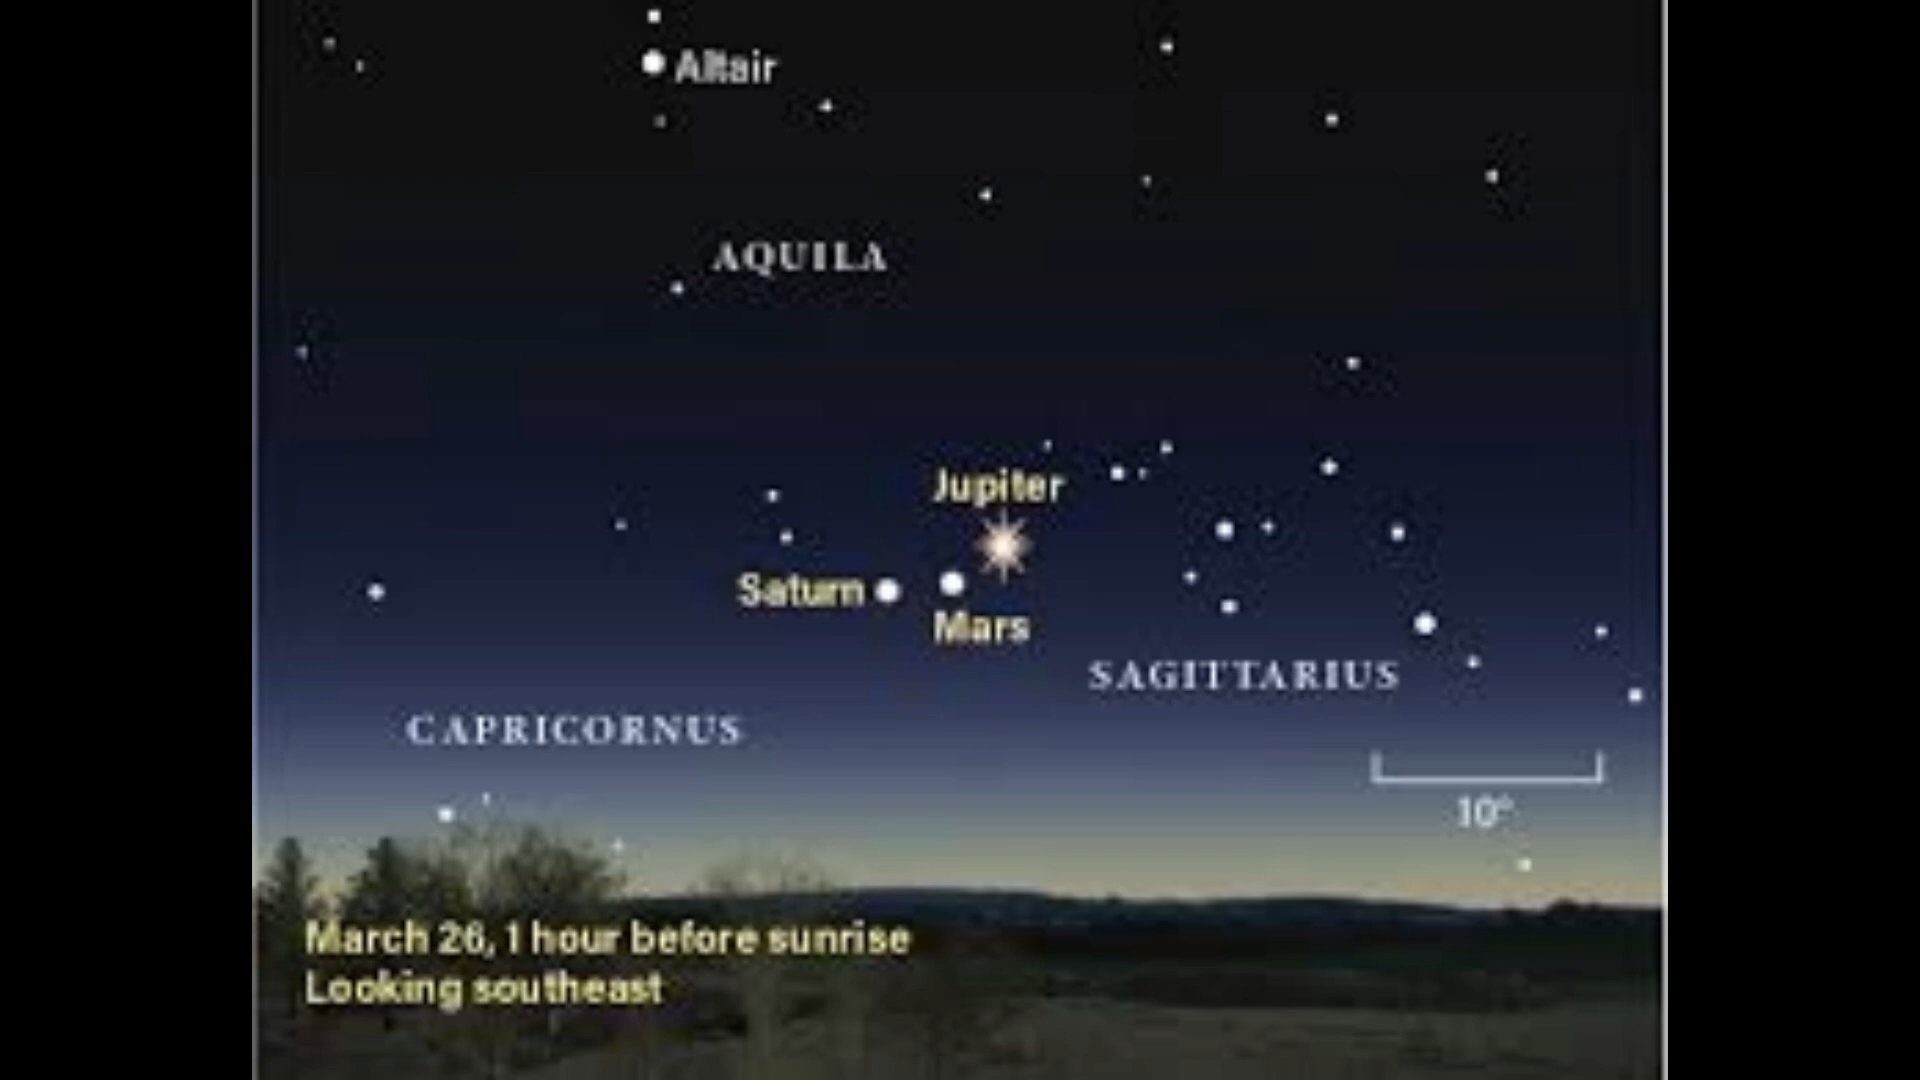 Altair
AQUILA
Jupiter
Saturn
Mars
SAGITTARIUS
CAPRICORNUS
10°
March 26, 1 hour before sunrise
Looking southeast